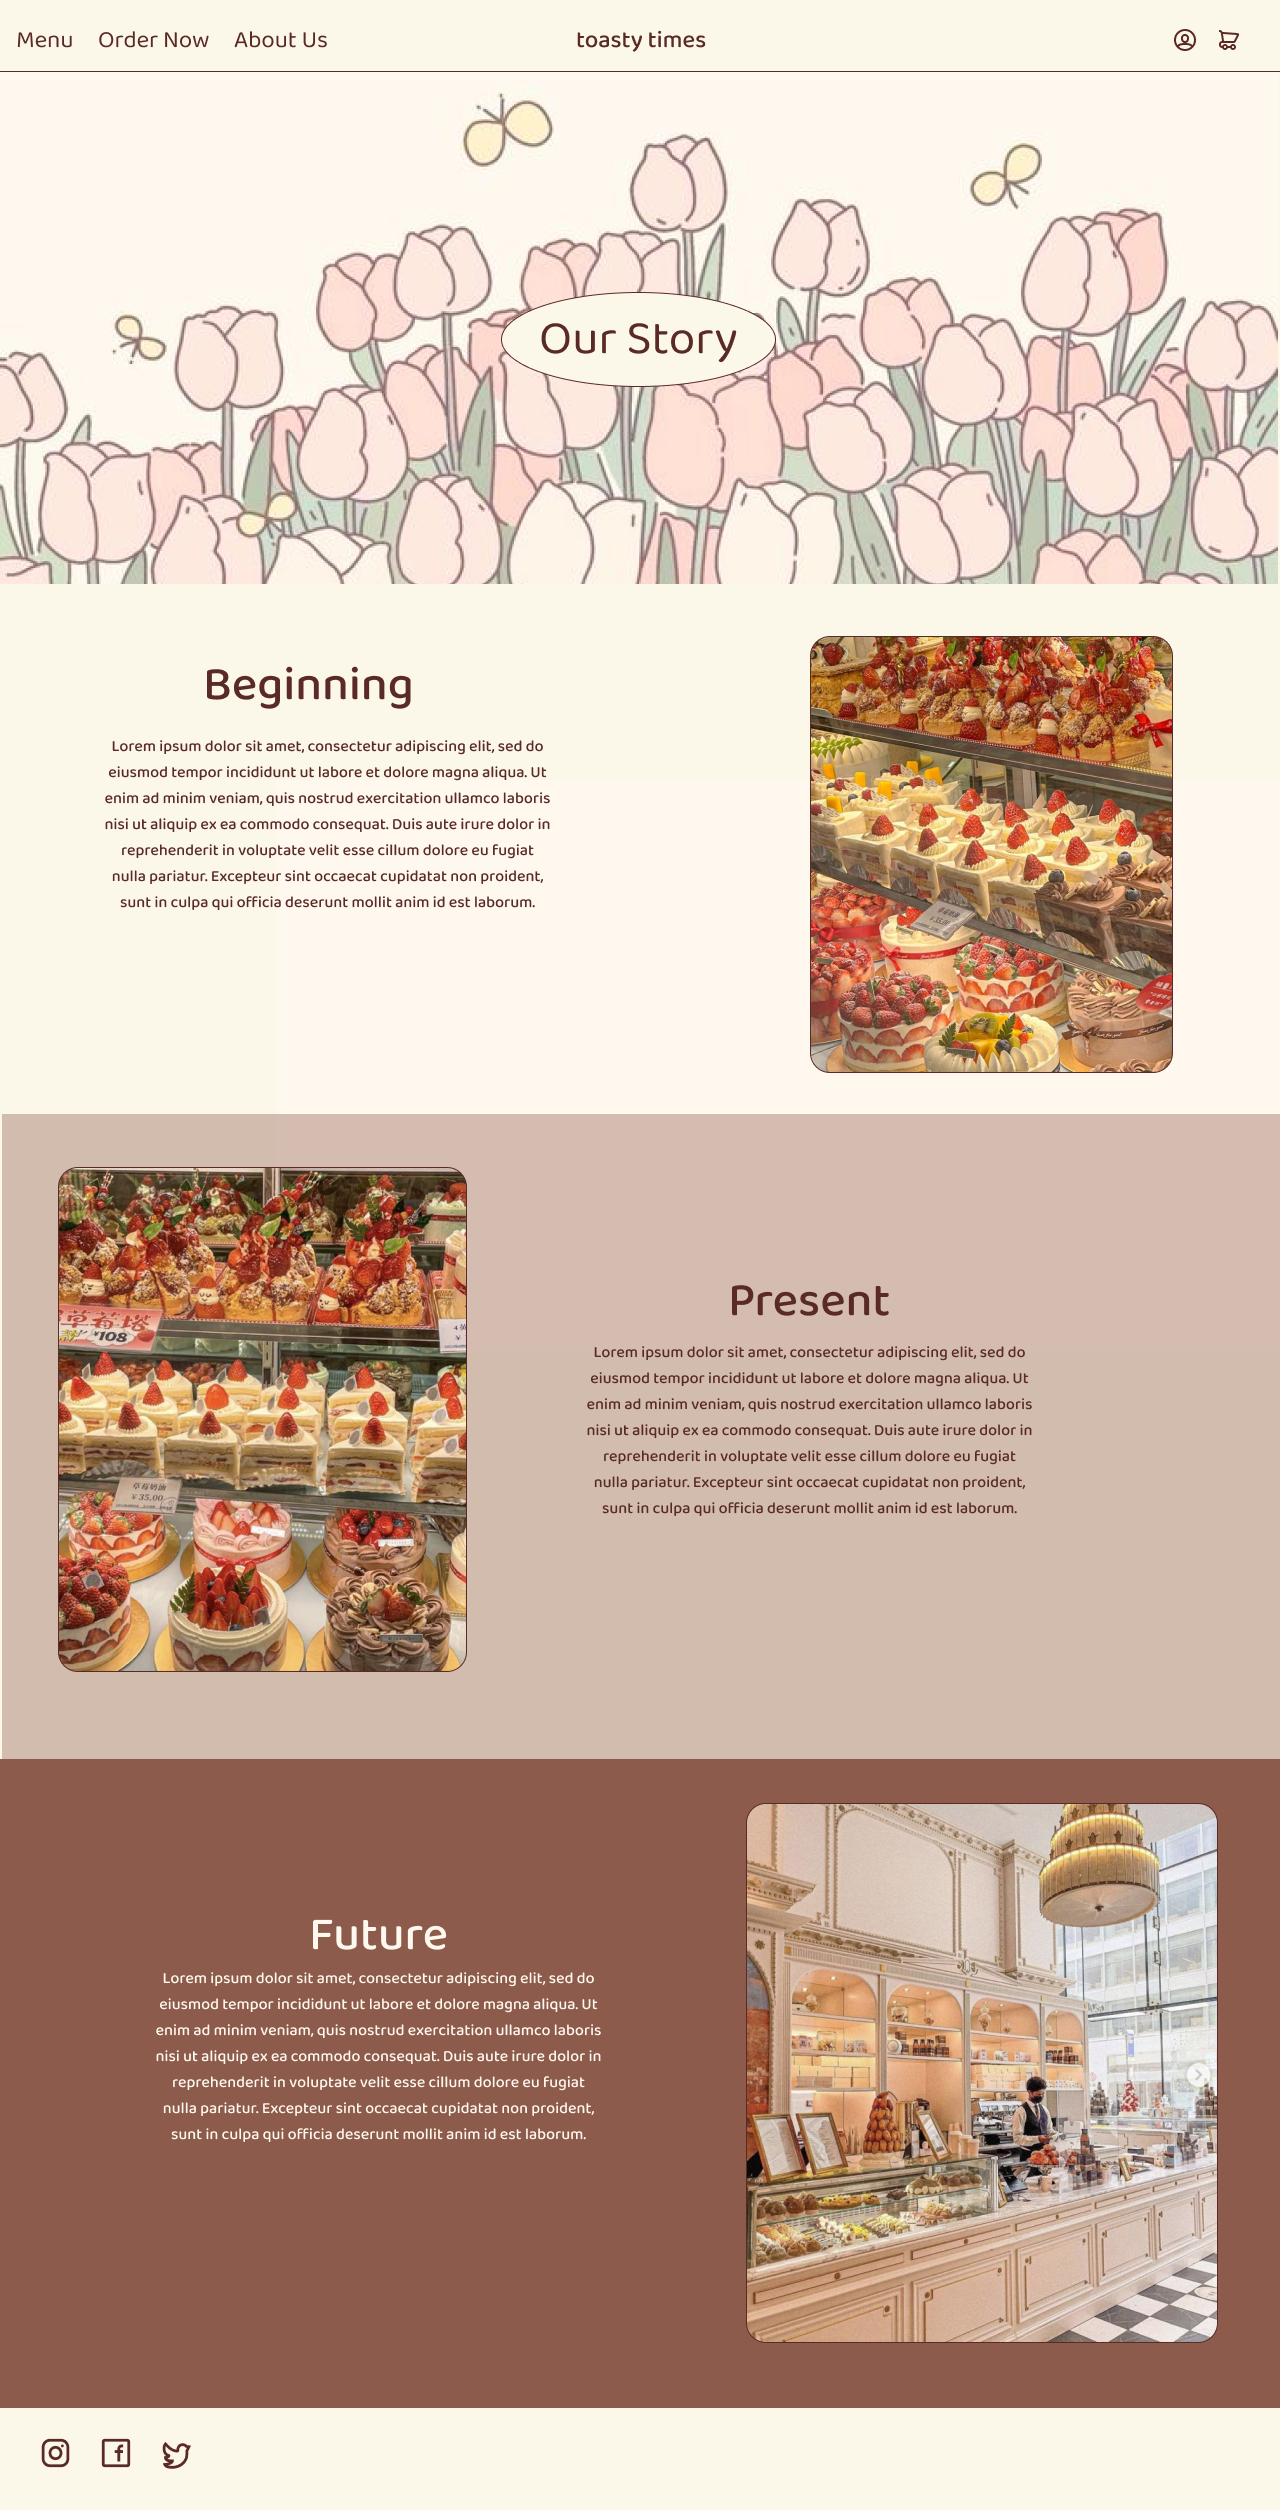 Menu Order Now About Us toasty times
Our Story
Beginning
Lorem ipsum dolor sit amet, consectetur adipiscing elit, sed do
eiusmod tempor incididunt ut labore et dolore magna aliqua. Ut
enim ad minim veniam, quis nostrud exercitation ullamco laboris
nisi ut aliquip ex ea commodo consequat. Duis aute irure dolor in
reprehenderit in voluptate velit esse cillum dolore eu fugiat
nulla pariatur. Excepteur sint occaecat cupidatat non proident,
sunt in culpa qui officia deserunt mollit anim id est laborum.
草莓塔
¥108
草莓奶油
¥ 35.00
Present
Lorem ipsum dolor sit amet, consectetur adipiscing elit, sed do
eiusmod tempor incididunt ut labore et dolore magna aliqua. Ut
enim ad minim veniam, quis nostrud exercitation ullamco laboris
nisi ut aliquip ex ea commodo consequat. Duis aute irure dolor in
reprehenderit in voluptate velit esse cillum dolore eu fugiat
nulla pariatur. Excepteur sint occaecat cupidatat non proident,
sunt in culpa qui officia deserunt mollit anim id est laborum.
Future
Lorem ipsum dolor sit amet, consectetur adipiscing elit, sed do
eiusmod tempor incididunt ut labore et dolore magna aliqua. Ut
enim ad minim veniam, quis nostrud exercitation ullamco laboris
nisi ut aliquip ex ea commodo consequat. Duis aute irure dolor in
reprehenderit in voluptate velit esse cillum dolore eu fugiat
nulla pariatur. Excepteur sint occaecat cupidatat non proident,
sunt in culpa qui officia deserunt mollit anim id est laborum.